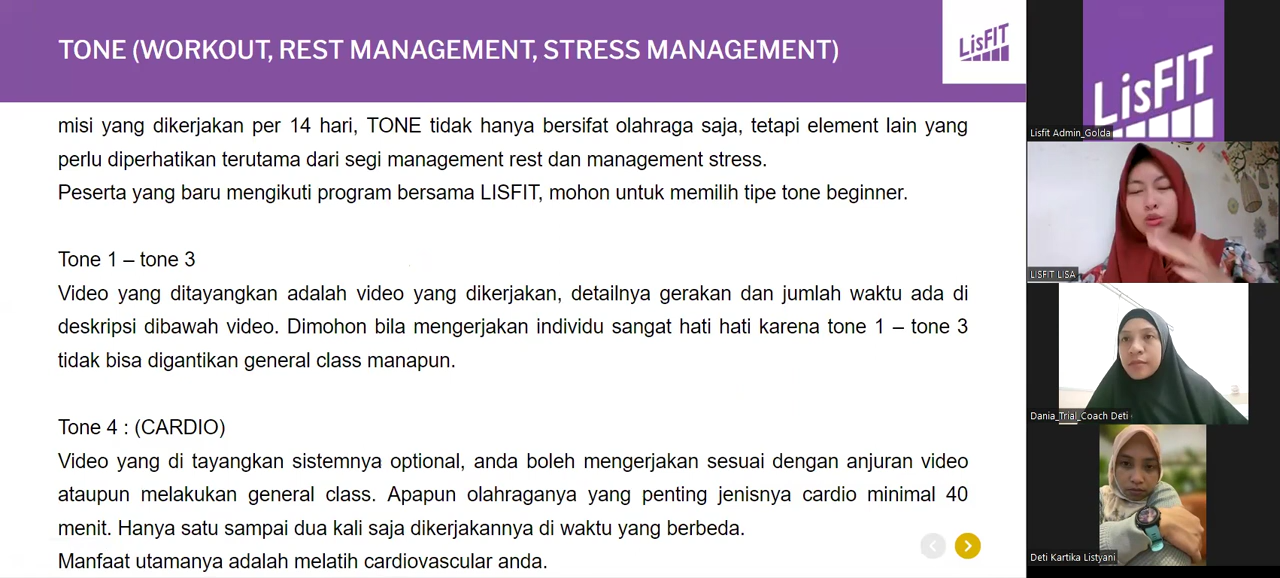 TONE (WORKOUT, REST MANAGEMENT, STRESS MANAGEMENT)
LisFIT
misi yang dikerjakan per 14 hari, TONE tidak hanya bersifat olahraga saja, tetapi element lain yang
perlu diperhatikan terutama dari segi management rest dan management stress.
Peserta yang baru mengikuti program bersama LISFIT, mohon untuk memilih tipe tone beginner.
Tone 1 – tone 3
Video yang ditayangkan adalah video yang dikerjakan, detailnya gerakan dan jumlah waktu ada di
deskripsi dibawah video. Dimohon bila mengerjakan individu sangat hati hati karena tone 1 – tone 3
tidak bisa digantikan general class manapun.
Tone 4 : (CARDIO)
Video yang di tayangkan sistemnya optional, anda boleh mengerjakan sesuai dengan anjuran video
ataupun melakukan general class. Apapun olahraganya yang penting jenisnya cardio minimal 40
menit. Hanya satu sampai dua kali saja dikerjakannya di waktu yang berbeda.
Manfaat utamanya adalah melatih cardiovascular anda.
LisFIT
Lisfit Admin_Golda
LISFIT LISA
Dania_Trial_Coach Deti
Deti Kartika Listyani